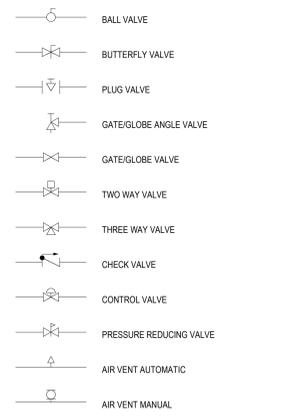 BALL VALVE
BUTTERFLY VALVE
PLUG VALVE
GATE/GLOBE ANGLE VALVE
GATE/GLOBE VALVE
TWO WAY VALVE
THREE WAY VALVE
CHECK VALVE
CONTROL VALVE
PRESSURE REDUCING VALVE
AIR VENT AUTOMATIC
AIR VENT MANUAL